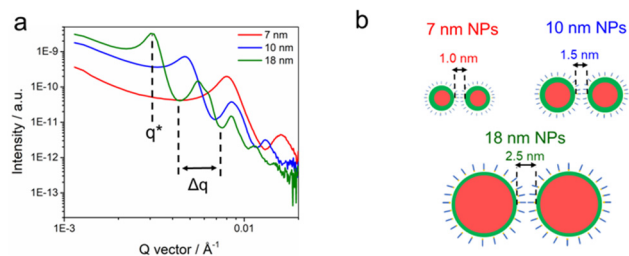 a
7 nm
10 nm
18 nm
1E-9
1E-10
1E-11
1E-12
1E-13
Intensity / a.u.
q*
Δq
1E-3
0.01
Q vector / Å⁻¹
b
7 nm NPs
10 nm NPs
1.0 nm
1.5 nm
18 nm NPs
2.5 nm